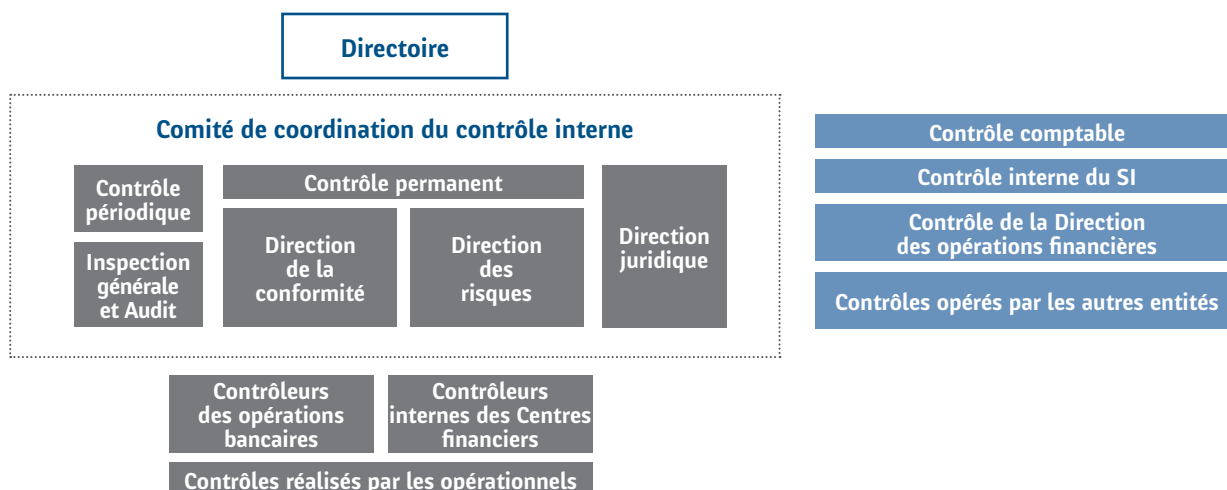 Directoire
Comité de coordination du contrôle interne
Contrôle
périodique
Inspection
générale
et Audit
Contrôle permanent
Direction
de la
conformité
Direction
des
risques
Direction
juridique
Contrôle comptable
Contrôle interne du SI
Contrôle de la Direction
des opérations financières
Contrôles opérés par les autres entités
Contrôleurs
des opérations
bancaires
Contrôleurs
internes des Centres
financiers
Contrôles réalisés par les opérationnels